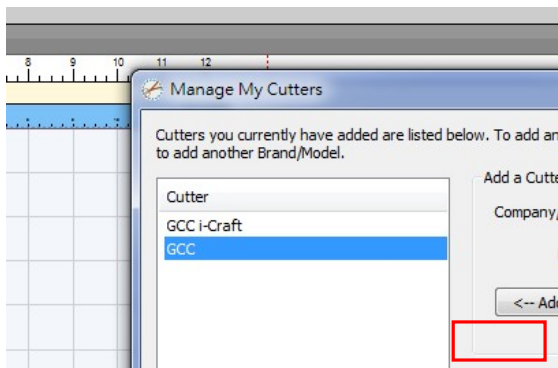 8 9 10 11 12
Manage My Cutters
Cutters you currently have added are listed below. To add an
to add another Brand/Model.
Add a Cutte
Cutter
Company/
GCC i-Craft
GCC
<-- Add